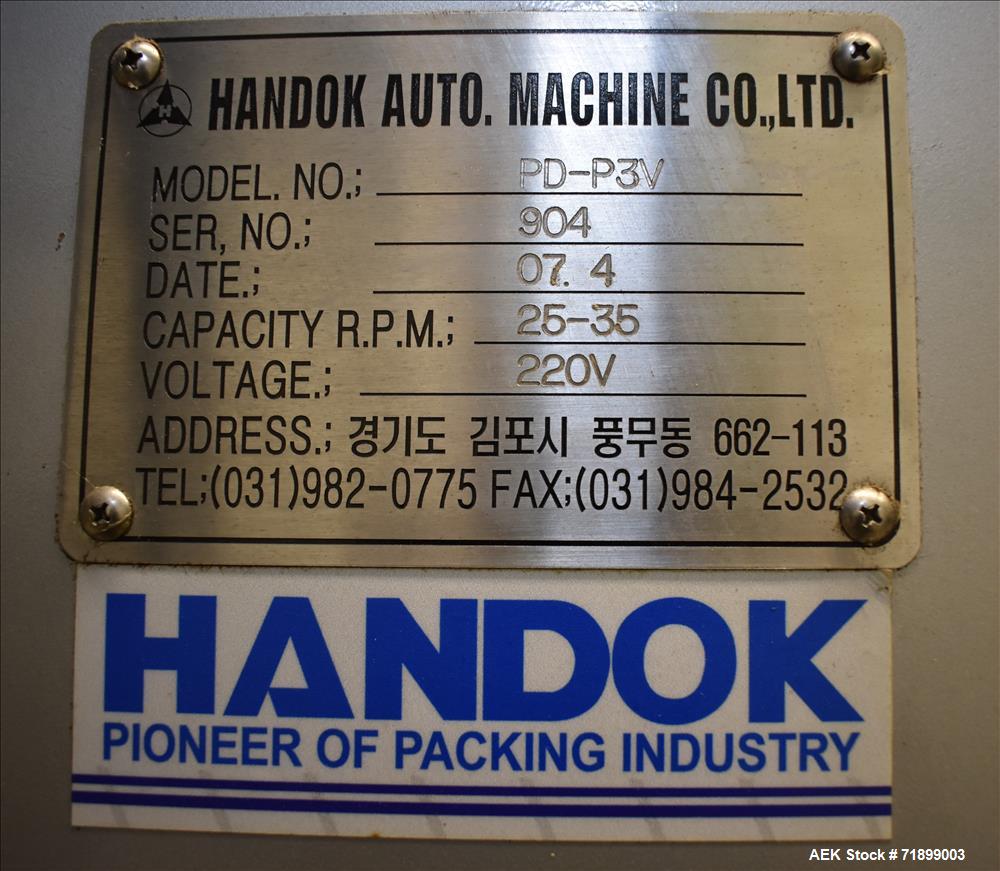 HANDOK AUTO. MACHINE CO.,LTD.
MODEL. NO.; PD-P3V
SER, NO.; 904
DATE.; 07. 4
CAPACITY R.P.M.; 25-35
VOLTAGE.; 220V
ADDRESS.; 경기도 김포시 풍무동 662-113
TEL;(031)982-0775 FAX;(031)984-2532
HANDOK
PIONEER OF PACKING INDUSTRY
AEK Stock # 71899003